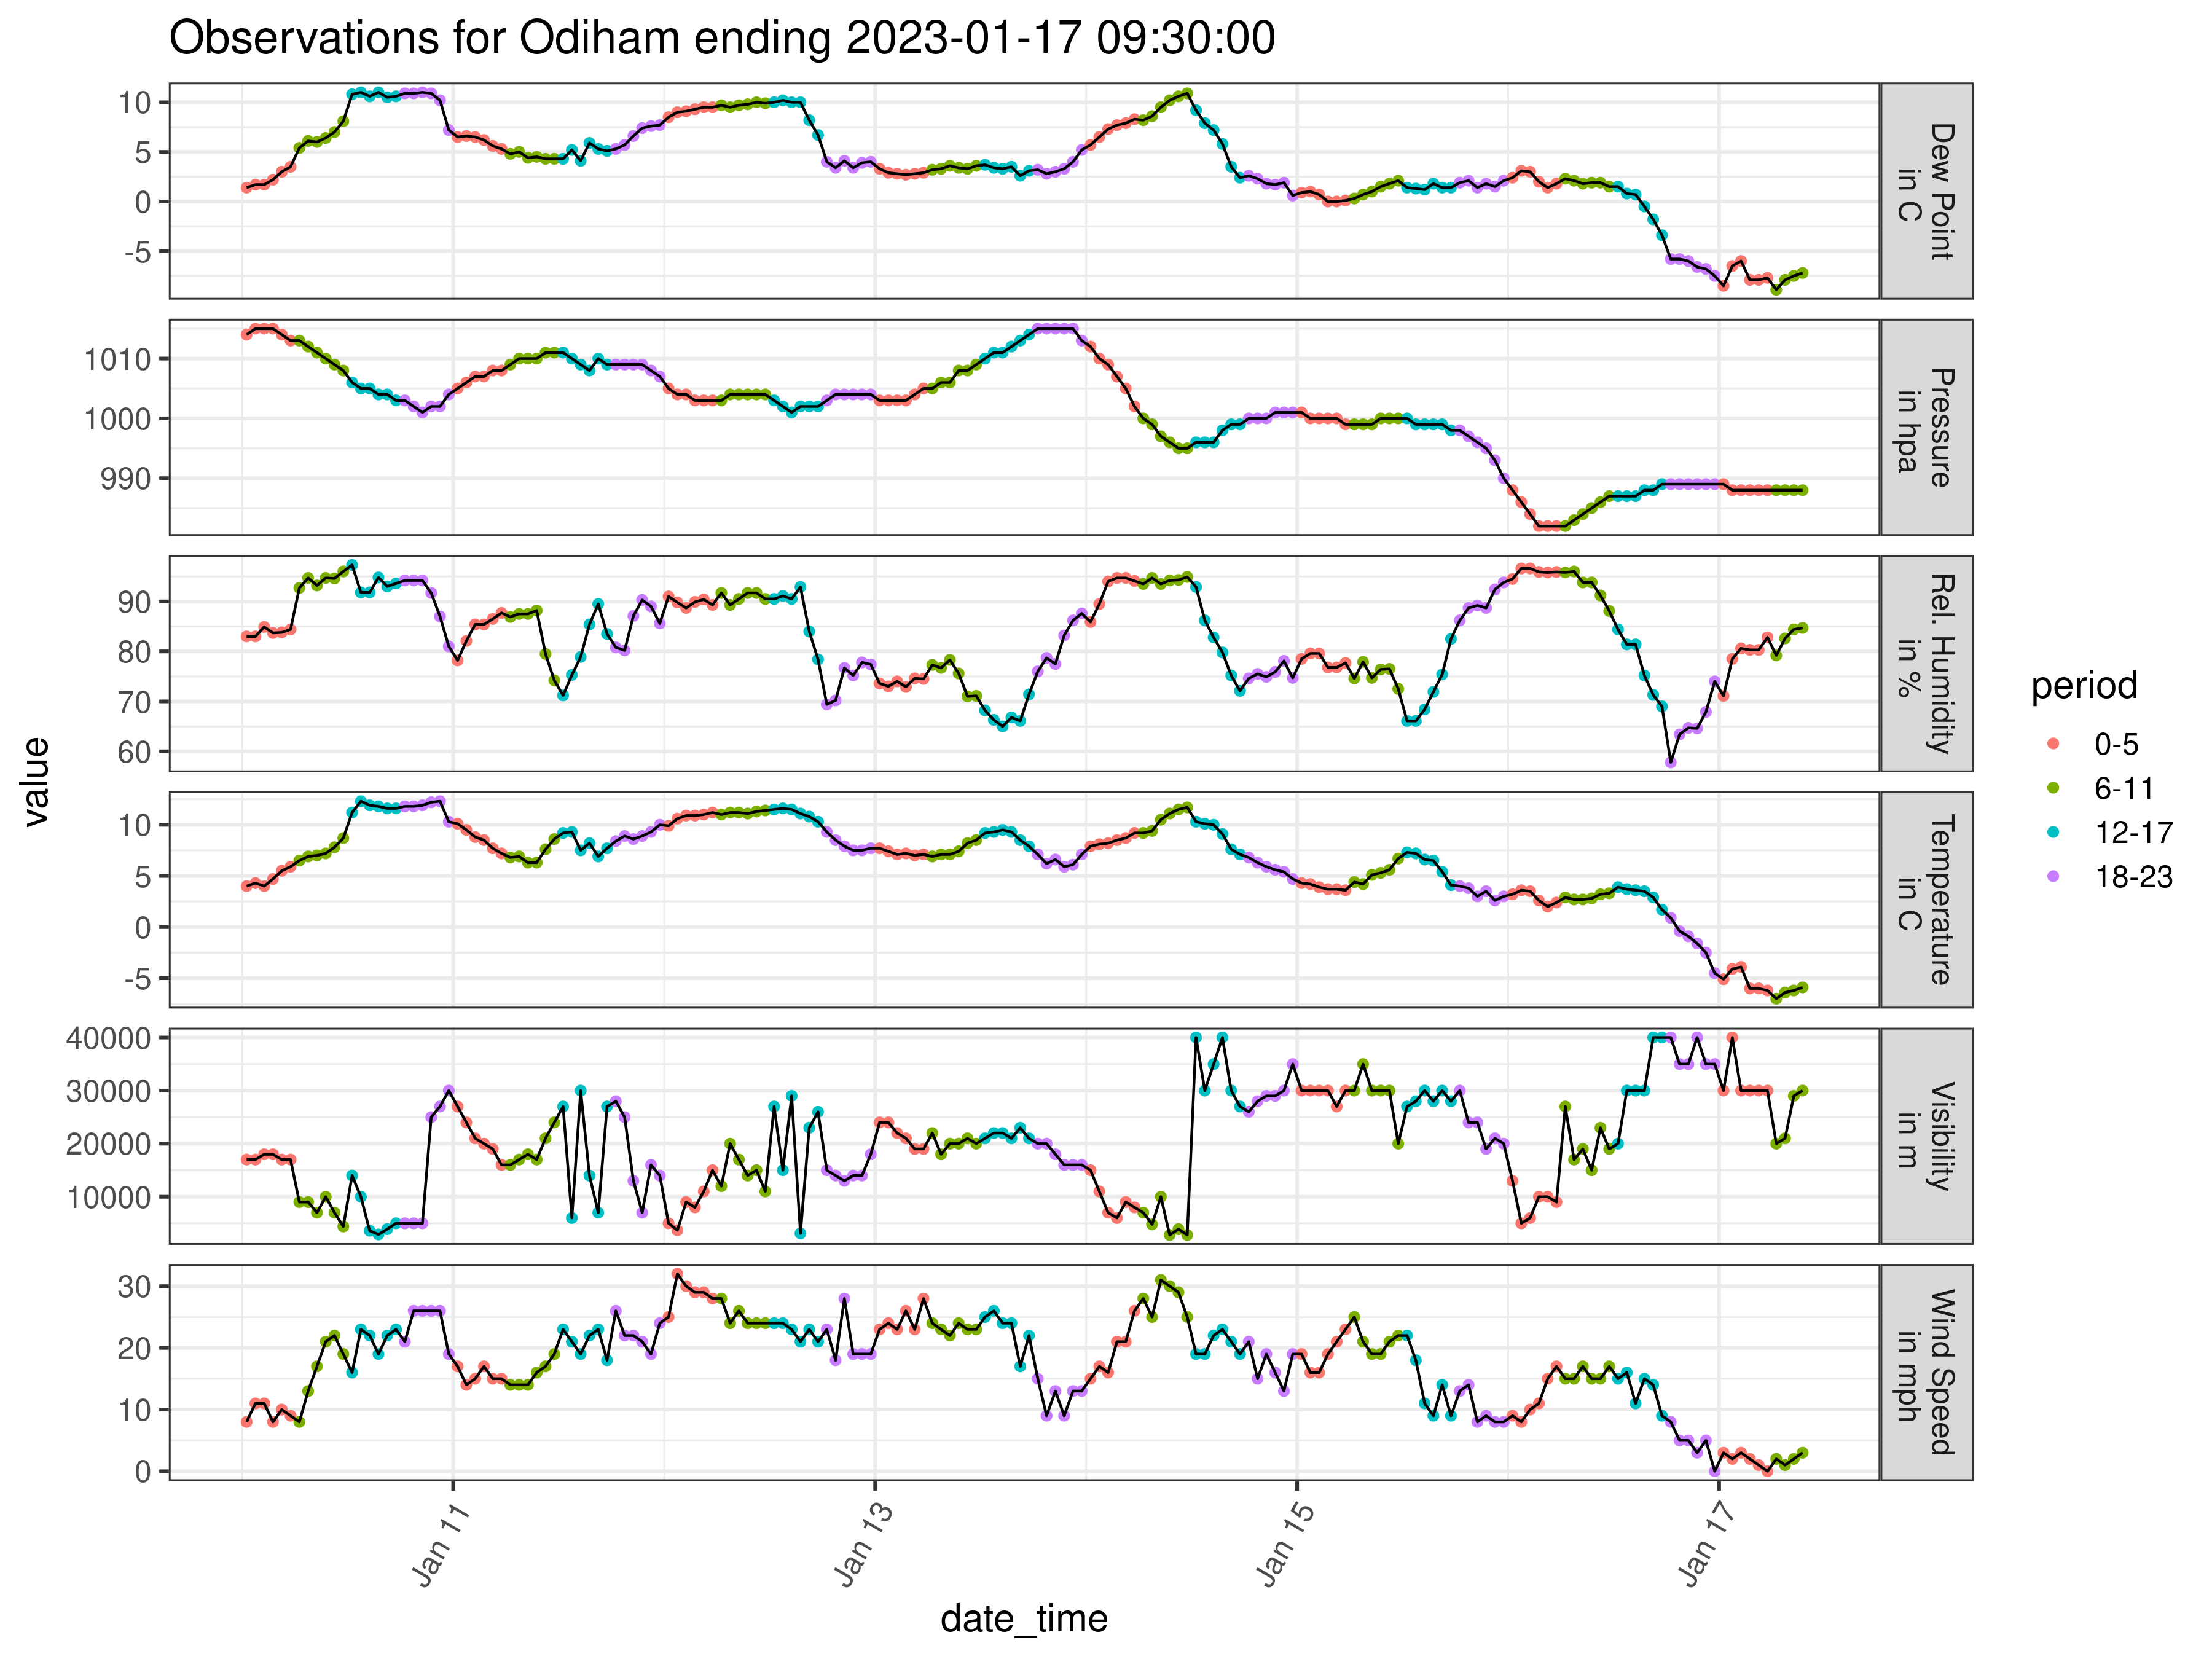 Observations for Odiham ending 2023-01-17 09:30:00
value
10
5
0
-5
Dew Point
in C
1010
1000
990
Pressure
in hpa
90
80
70
60
Rel. Humidity
in %
10
5
0
-5
Temperature
in C
40000
30000
20000
10000
Visibility
in m
30
20
10
0
Wind Speed
in mph
Jan 11
Jan 13
Jan 15
Jan 17
date_time
period
0-5
6-11
12-17
18-23